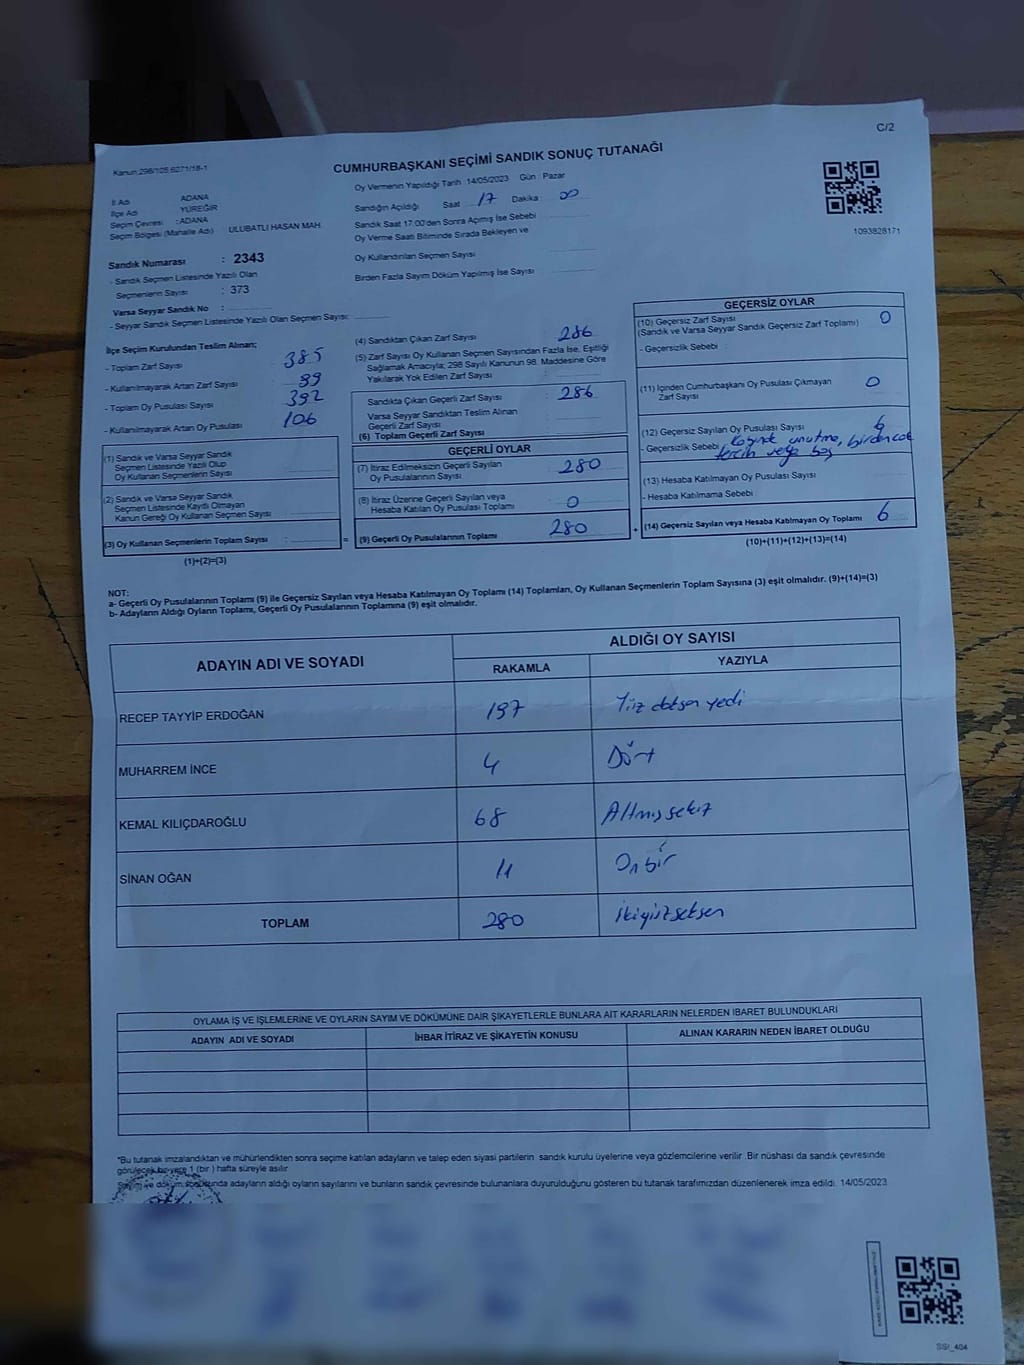 C/2
Kanun 298/105.6271/18-1
CUMHURBAŞKANI SEÇİMİ SANDIK SONUÇ TUTANAĞI
İl Adı ADANA
İlçe Adı YÜREĞİR
Seçim Çevresi : ADANA
Seçim Bölgesi (Mahalle Adı) ULUBATLI HASAN MAH
Sandık Numarası : 2343
- Sandık Seçmen Listesinde Yazılı Olan
Seçmenlerin Sayısı : 373
Varsa Seyyar Sandık No :
- Seyyar Sandık Seçmen Listesinde Yazılı Olan Seçmen Sayısı:
Oy Vermenin Yapıldığı Tarih 14/05/2023 Gün : Pazar
Sandığın Açıldığı Saat 17 Dakika 00
Sandık Saat 17:00'den Sonra Açımış İse Sebebi
Oy Verme Saati Bitiminde Sırada Bekleyen ve
Oy Kullandırılan Seçmen Sayısı
Birden Fazla Sayım Döküm Yapılmış İse Sayısı
1093828171
İlçe Seçim Kurulundan Teslim Alınan;
- Toplam Zarf Sayısı 385
- Kullanılmayarak Artan Zarf Sayısı 99
- Toplam Oy Pusulası Sayısı 392
- Kullanılmayarak Artan Oy Pusulası 106
(1) Sandık ve Varsa Seyyar Sandık
Seçmen Listesinde Yazılı Olup
Oy Kullanan Seçmenlerin Sayısı
(2) Sandık ve Varsa Seyyar Sandık
Seçmen Listesinde Kayıtlı Olmayan
Kanun Gereği Oy Kullanan Seçmen Sayısı
(3) Oy Kullanan Seçmenlerin Toplam Sayısı :
(1)+(2)=(3)
(4) Sandıktan Çıkan Zarf Sayısı 286
(5) Zarf Sayısı Oy Kullanan Seçmen Sayısından Fazla İse, Eşitliği
Sağlamak Amacıyla; 298 Sayılı Kanunun 98. Maddesine Göre
Yakılarak Yok Edilen Zarf Sayısı
Sandıkta Çıkan Geçerli Zarf Sayısı : 286
Varsa Seyyar Sandıktan Teslim Alınan
Geçerli Zarf Sayısı
(6) Toplam Geçerli Zarf Sayısı
GEÇERLİ OYLAR
(7) İtiraz Edilmeksizin Geçerli Sayılan
Oy Pusulasının Sayısı 280
(8) İtiraz Üzerine Geçerli Sayılan veya
Hesaba Katılan Oy Pusulası Toplamı 0
= (9) Geçerli Oy Pusulalarının Toplamı 280
GEÇERSİZ OYLAR
(10) Geçersiz Zarf Sayısı 0
(Sandık ve Varsa Seyyar Sandık Geçersiz Zarf Toplamı)
- Geçersizlik Sebebi
(11) İçinden Cumhurbaşkanı Oy Pusulası Çıkmayan
Zarf Sayısı 0
(12) Geçersiz Sayılan Oy Pusulası Sayısı 6
- Geçersizlik Sebebi unutma, birden çok
tercih veya boş
(13) Hesaba Katılmayan Oy Pusulası Sayısı
- Hesaba Katılmama Sebebi
+ (14) Geçersiz Sayılan veya Hesaba Katılmayan Oy Toplamı 6
(10)+(11)+(12)+(13)=(14)
NOT:
a- Geçerli Oy Pusulalarının Toplamı (9) ile Geçersiz Sayılan veya Hesaba Katılmayan Oy Toplamı (14) Toplamları, Oy Kullanan Seçmenlerin Toplam Sayısına (3) eşit olmalıdır. (9)+(14)=(3)
b- Adayların Aldığı Oyların Toplamı, Geçerli Oy Pusulalarının Toplamına (9) eşit olmalıdır.
ADAYIN ADI VE SOYADI ALDIĞI OY SAYISI
RAKAMLA YAZIYLA
RECEP TAYYİP ERDOĞAN 197 Yüz doksan yedi
MUHARREM İNCE 4 Dört
KEMAL KILIÇDAROĞLU 68 Altmış sekiz
SİNAN OĞAN 11 On bir
TOPLAM 280 İkiyüzseksen
OYLAMA İŞ VE İŞLEMLERİNE VE OYLARIN SAYIM VE DÖKÜMÜNE DAİR ŞİKAYETLERLE BUNLARA AİT KARARLARIN NELERDEN İBARET BULUNDUKLARI
ADAYIN ADI VE SOYADI İHBAR İTİRAZ VE ŞİKAYETİN KONUSU ALINAN KARARIN NEDEN İBARET OLDUĞU
*Bu tutanak imzalandıktan ve mühürlendikten sonra seçime katılan adayların ve talep eden siyasi partilerin sandık kurulu üyelerine veya gözlemcilerine verilir. Bir nüshası da sandık çevresinde
görülecek bir yere 1 (bir) hafta süreyle asılır
Sayım ve döküm sonucunda adayların aldığı oyların sayılarını ve bunların sandık çevresinde bulunanlara duyurulduğunu gösteren bu tutanak tarafımızdan düzenlenerek imza edildi. 14/05/2023
SSI_404